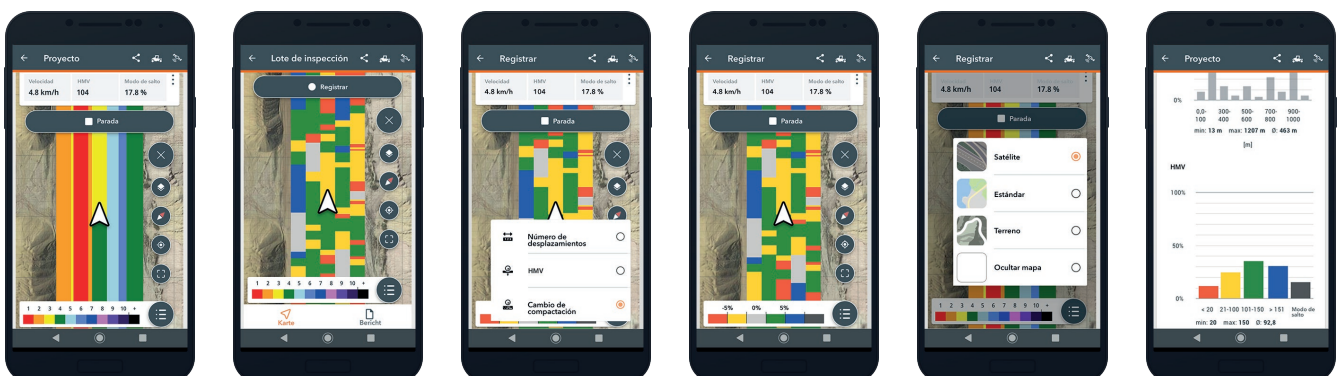 Proyecto
Velocidad HMV Modo de salto
4.8 km/h 104 17.8 %
Parada
1 2 3 4 5 6 7 8 9 10 +
Lote de inspección
Registrar
1 2 3 4 5 6 7 8 9 10 +
Karte Bericht
Registrar
Velocidad HMV Modo de salto
4.8 km/h 104 17.8 %
Parada
Número de
desplazamientos
HMV
Cambio de
compactación
Registrar
Velocidad HMV Modo de salto
4.8 km/h 104 17.8 %
Parada
-5% 0% 5%
Registrar
Velocidad HMV Modo de salto
4.8 km/h 104 17.8 %
Parada
Satélite
Estándar
Terreno
Ocultar mapa
1 2 3 4 5 6 7 8 9 10 +
Proyecto
0%
0,0- 300- 500- 700- 900-
100 400 600 800 1000
min: 13 m max: 1207 m Ø: 463 m
[m]
HMV
100%
50%
0%
< 20 21-100 101-150 > 151 Modo de
salto
min: 20 max: 150 Ø: 92,8